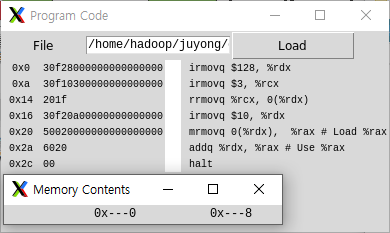 Program Code
File /home/hadoop/juyong/ Load
0x0 30f28000000000000000 irmovq $128, %rdx
0xa 30f10300000000000000 irmovq $3, %rcx
0x14 201f rrmovq %rcx, 0(%rdx)
0x16 30f20a00000000000000 irmovq $10, %rdx
0x20 50020000000000000000 mrmovq 0(%rdx), %rax # Load %rax
0x2a 6020 addq %rdx, %rax # Use %rax
0x2c 00 halt
Memory Contents
0x---0 0x---8